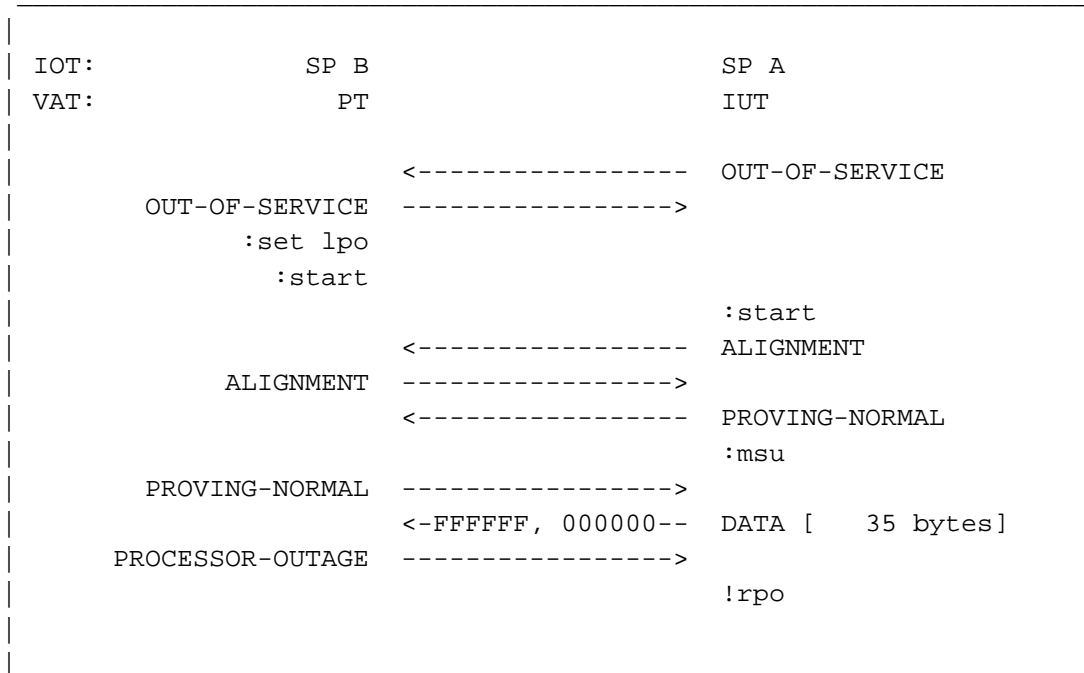 IOT: SP B SP A
VAT: PT IUT
<----------------- OUT-OF-SERVICE
OUT-OF-SERVICE ----------------->
:set lpo
:start
:start
<----------------- ALIGNMENT
ALIGNMENT ----------------->
<----------------- PROVING-NORMAL
:msu
PROVING-NORMAL ----------------->
<-FFFFFF, 000000-- DATA [ 35 bytes]
PROCESSOR-OUTAGE ----------------->
!rpo